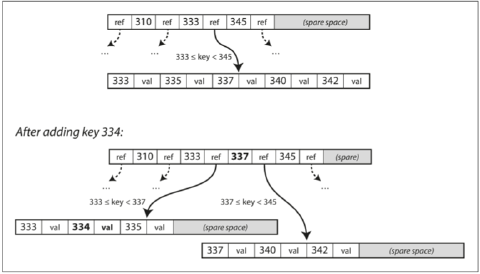 ref 310 ref 333 ref 345 ref (spare space)
... ... ...
333 ≤ key < 345
333 val 335 val 337 val 340 val 342 val
After adding key 334:
ref 310 ref 333 ref 337 ref 345 ref (spare)
... ... ...
333 ≤ key < 337 337 ≤ key < 345
333 val 334 val 335 val (spare space)
337 val 340 val 342 val (spare space)